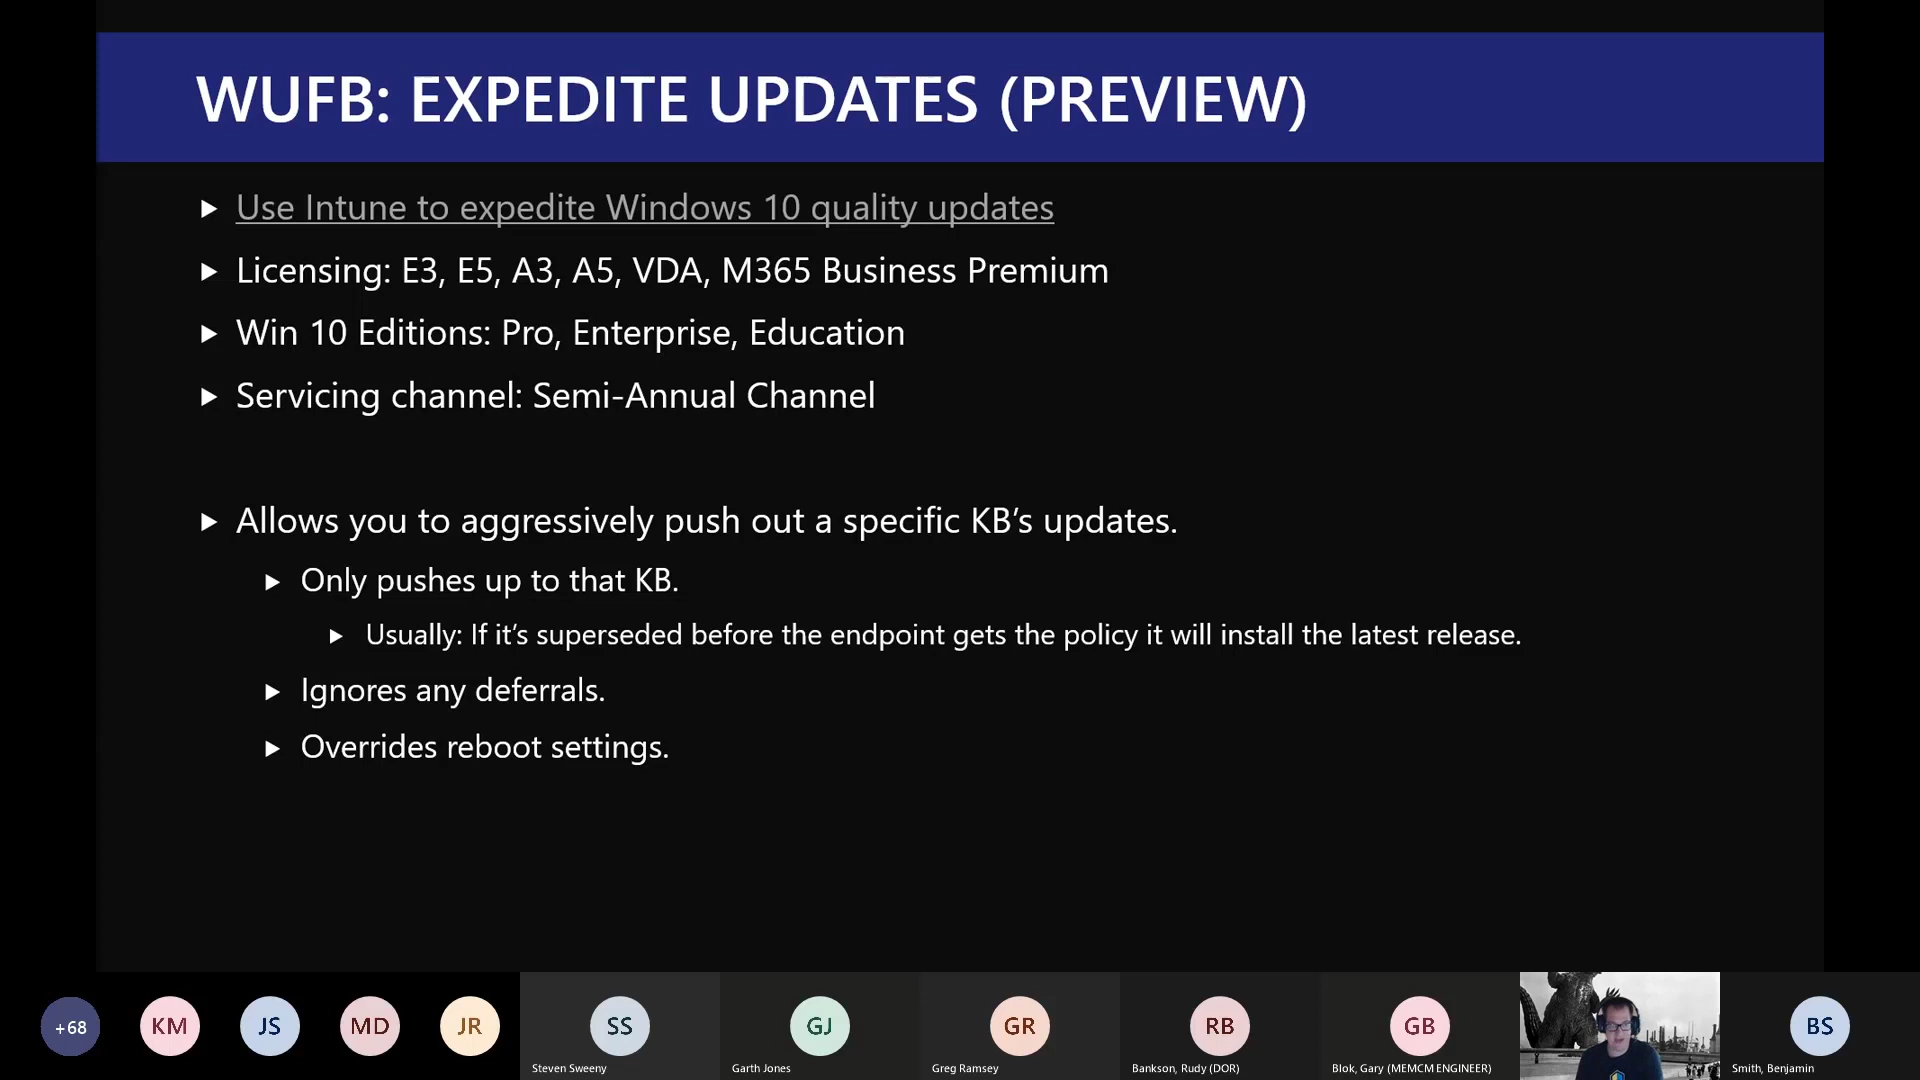 WUFB: EXPEDITE UPDATES (PREVIEW)
Use Intune to expedite Windows 10 quality updates
Licensing: E3, E5, A3, A5, VDA, M365 Business Premium
Win 10 Editions: Pro, Enterprise, Education
Servicing channel: Semi-Annual Channel
Allows you to aggressively push out a specific KB’s updates.
Only pushes up to that KB.
Usually: If it’s superseded before the endpoint gets the policy it will install the latest release.
Ignores any deferrals.
Overrides reboot settings.
+68
KM
JS
MD
JR
SS
GJ
GR
RB
GB
BS
Steven Sweeny
Garth Jones
Greg Ramsey
Bankson, Rudy (DOR)
Blok, Gary (MEMCM ENGINEER)
Smith, Benjamin